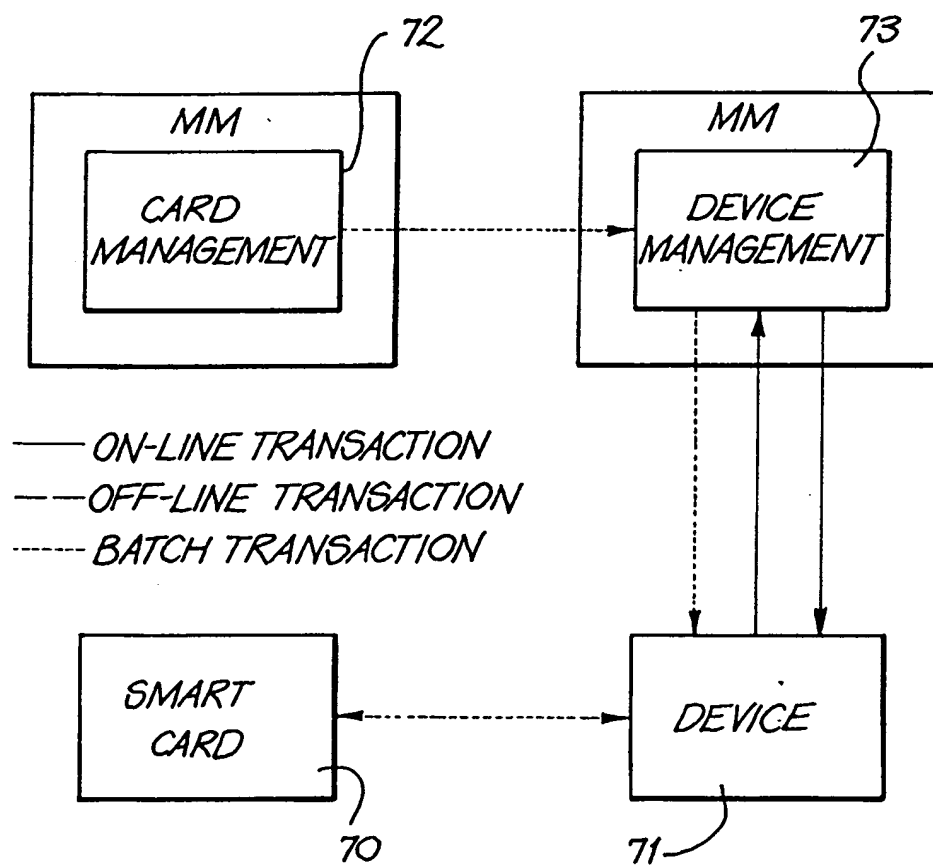 72
73
MM
MM
CARD
MANAGEMENT
DEVICE
MANAGEMENT
ON-LINE TRANSACTION
OFF-LINE TRANSACTION
BATCH TRANSACTION
SMART
CARD
DEVICE
70
71